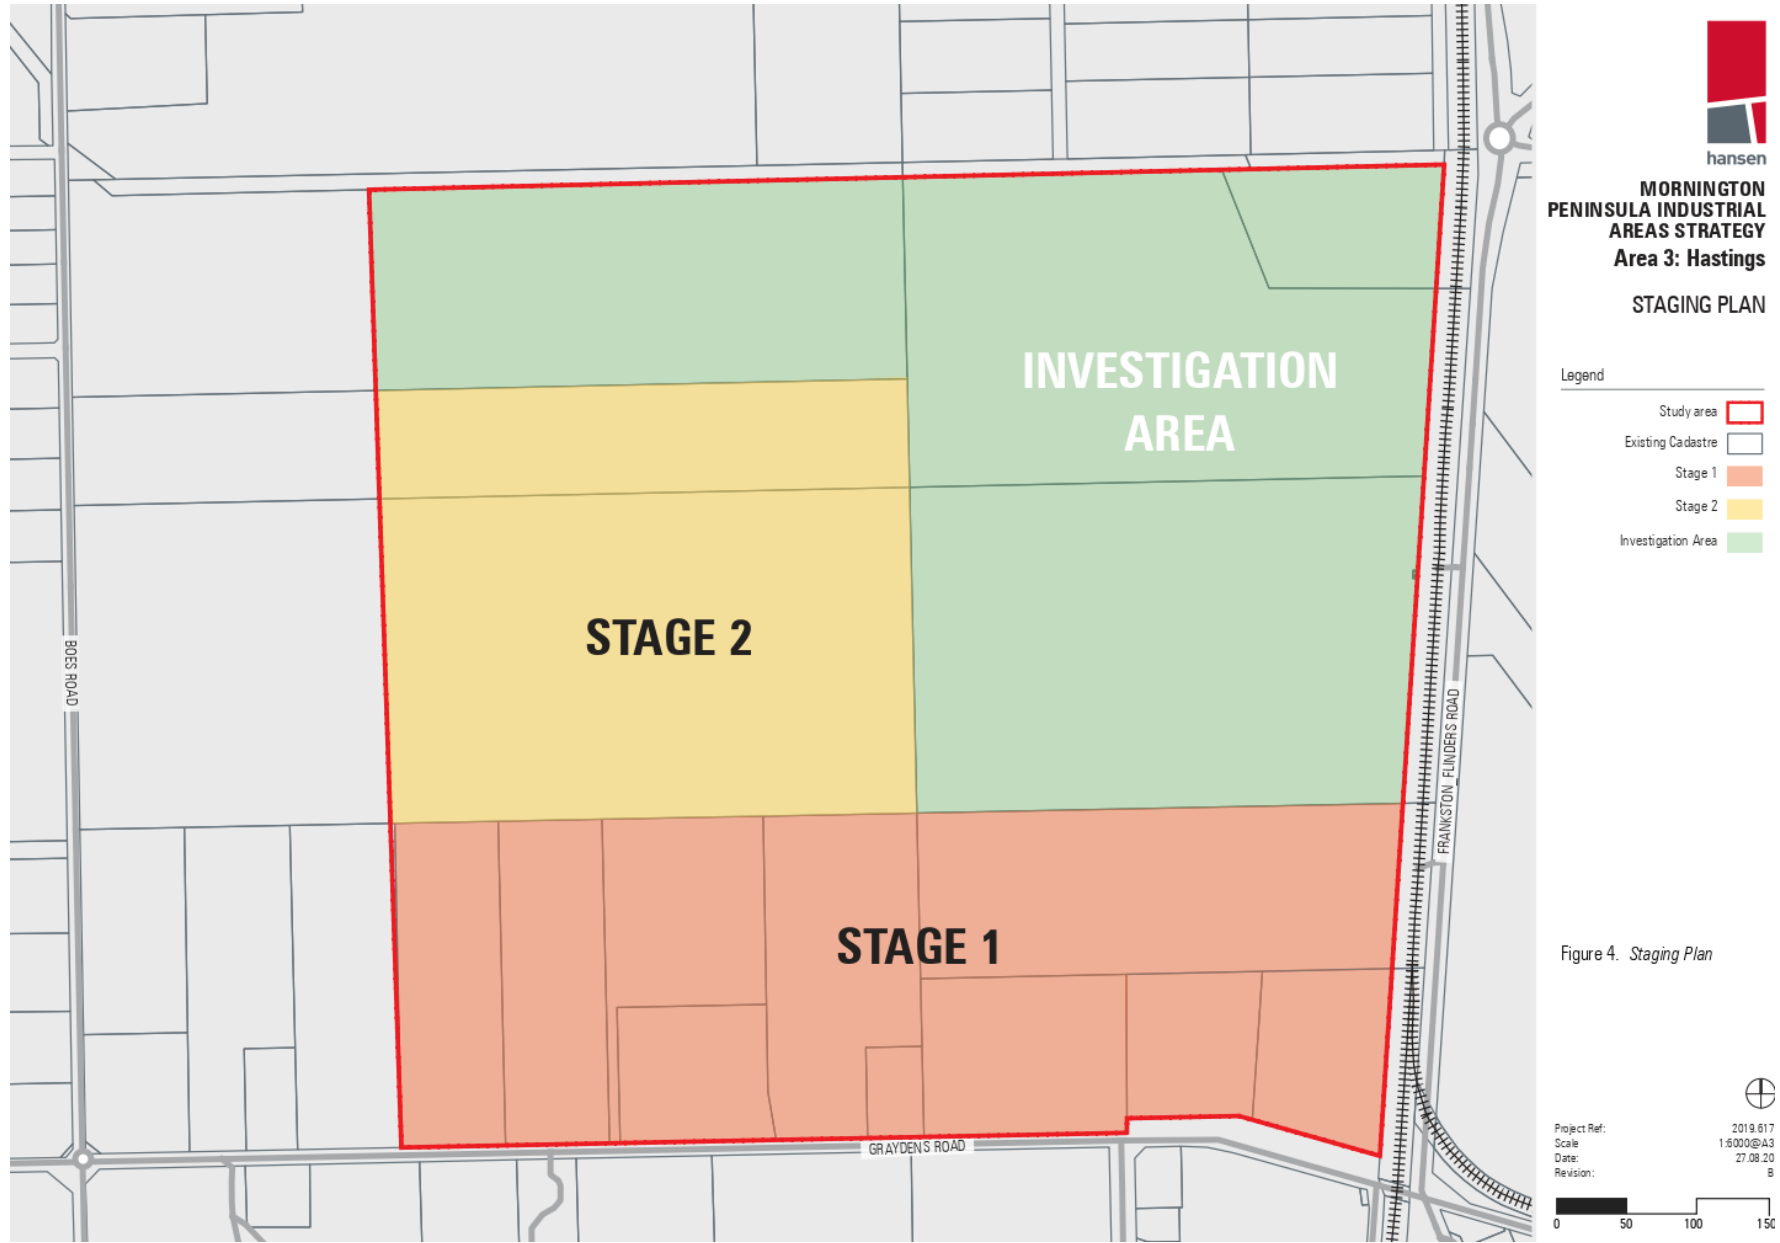 hansen
MORNINGTON
PENINSULA INDUSTRIAL
AREAS STRATEGY
Area 3: Hastings
STAGING PLAN
Legend
Study area
Existing Cadastre
Stage 1
Stage 2
Investigation Area
INVESTIGATION
AREA
STAGE 2
STAGE 1
BOES ROAD
FRANKSTON FLINDERS ROAD
GRAYDENS ROAD
Figure 4. Staging Plan
Project Ref: 2019.617
Scale 1:6000@A3
Date: 27.08.20
Revision: B
0 50 100 150